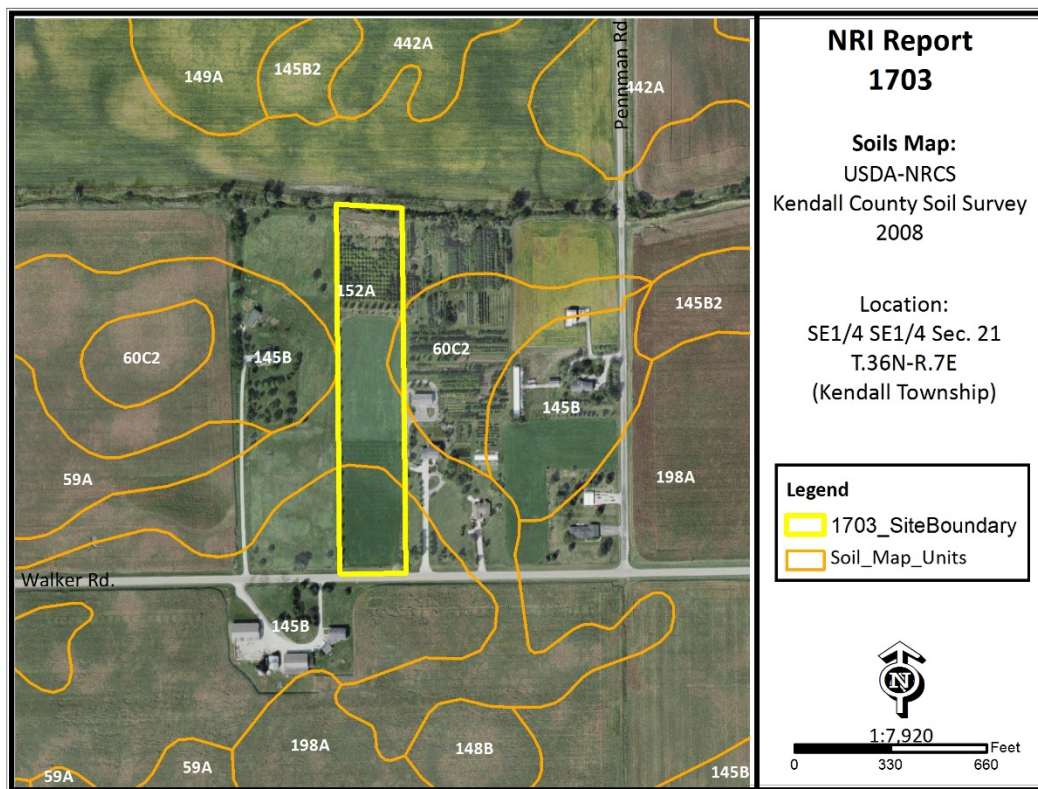 442A
149A
145B2
Pennman Rd
442A
152A
145B2
60C2
145B
60C2
145B
59A
198A
Walker Rd.
145B
198A
148B
59A
59A
145B
NRI Report
1703
Soils Map:
USDA-NRCS
Kendall County Soil Survey
2008
Location:
SE1/4 SE1/4 Sec. 21
T.36N-R.7E
(Kendall Township)
Legend
1703_SiteBoundary
Soil_Map_Units
N
1:7,920
Feet
0 330 660